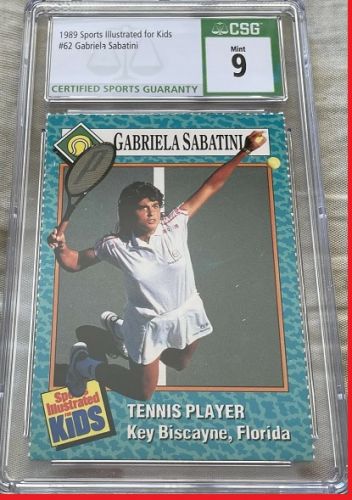 1989 Sports Illustrated for Kids
#62 Gabriela Sabatini
CERTIFIED SPORTS GUARANTY
CSG
Mint
9
GABRIELA SABATINI
Sports
Illustrated
FOR
KIDS
TENNIS PLAYER
Key Biscayne, Florida